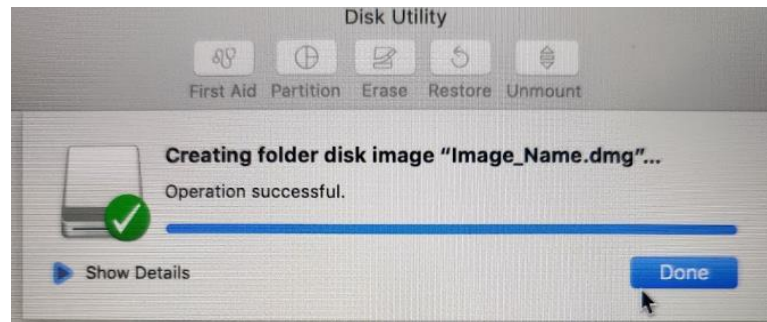 Disk Utility
First Aid Partition Erase Restore Unmount
Creating folder disk image “Image_Name.dmg”...
Operation successful.
Show Details Done